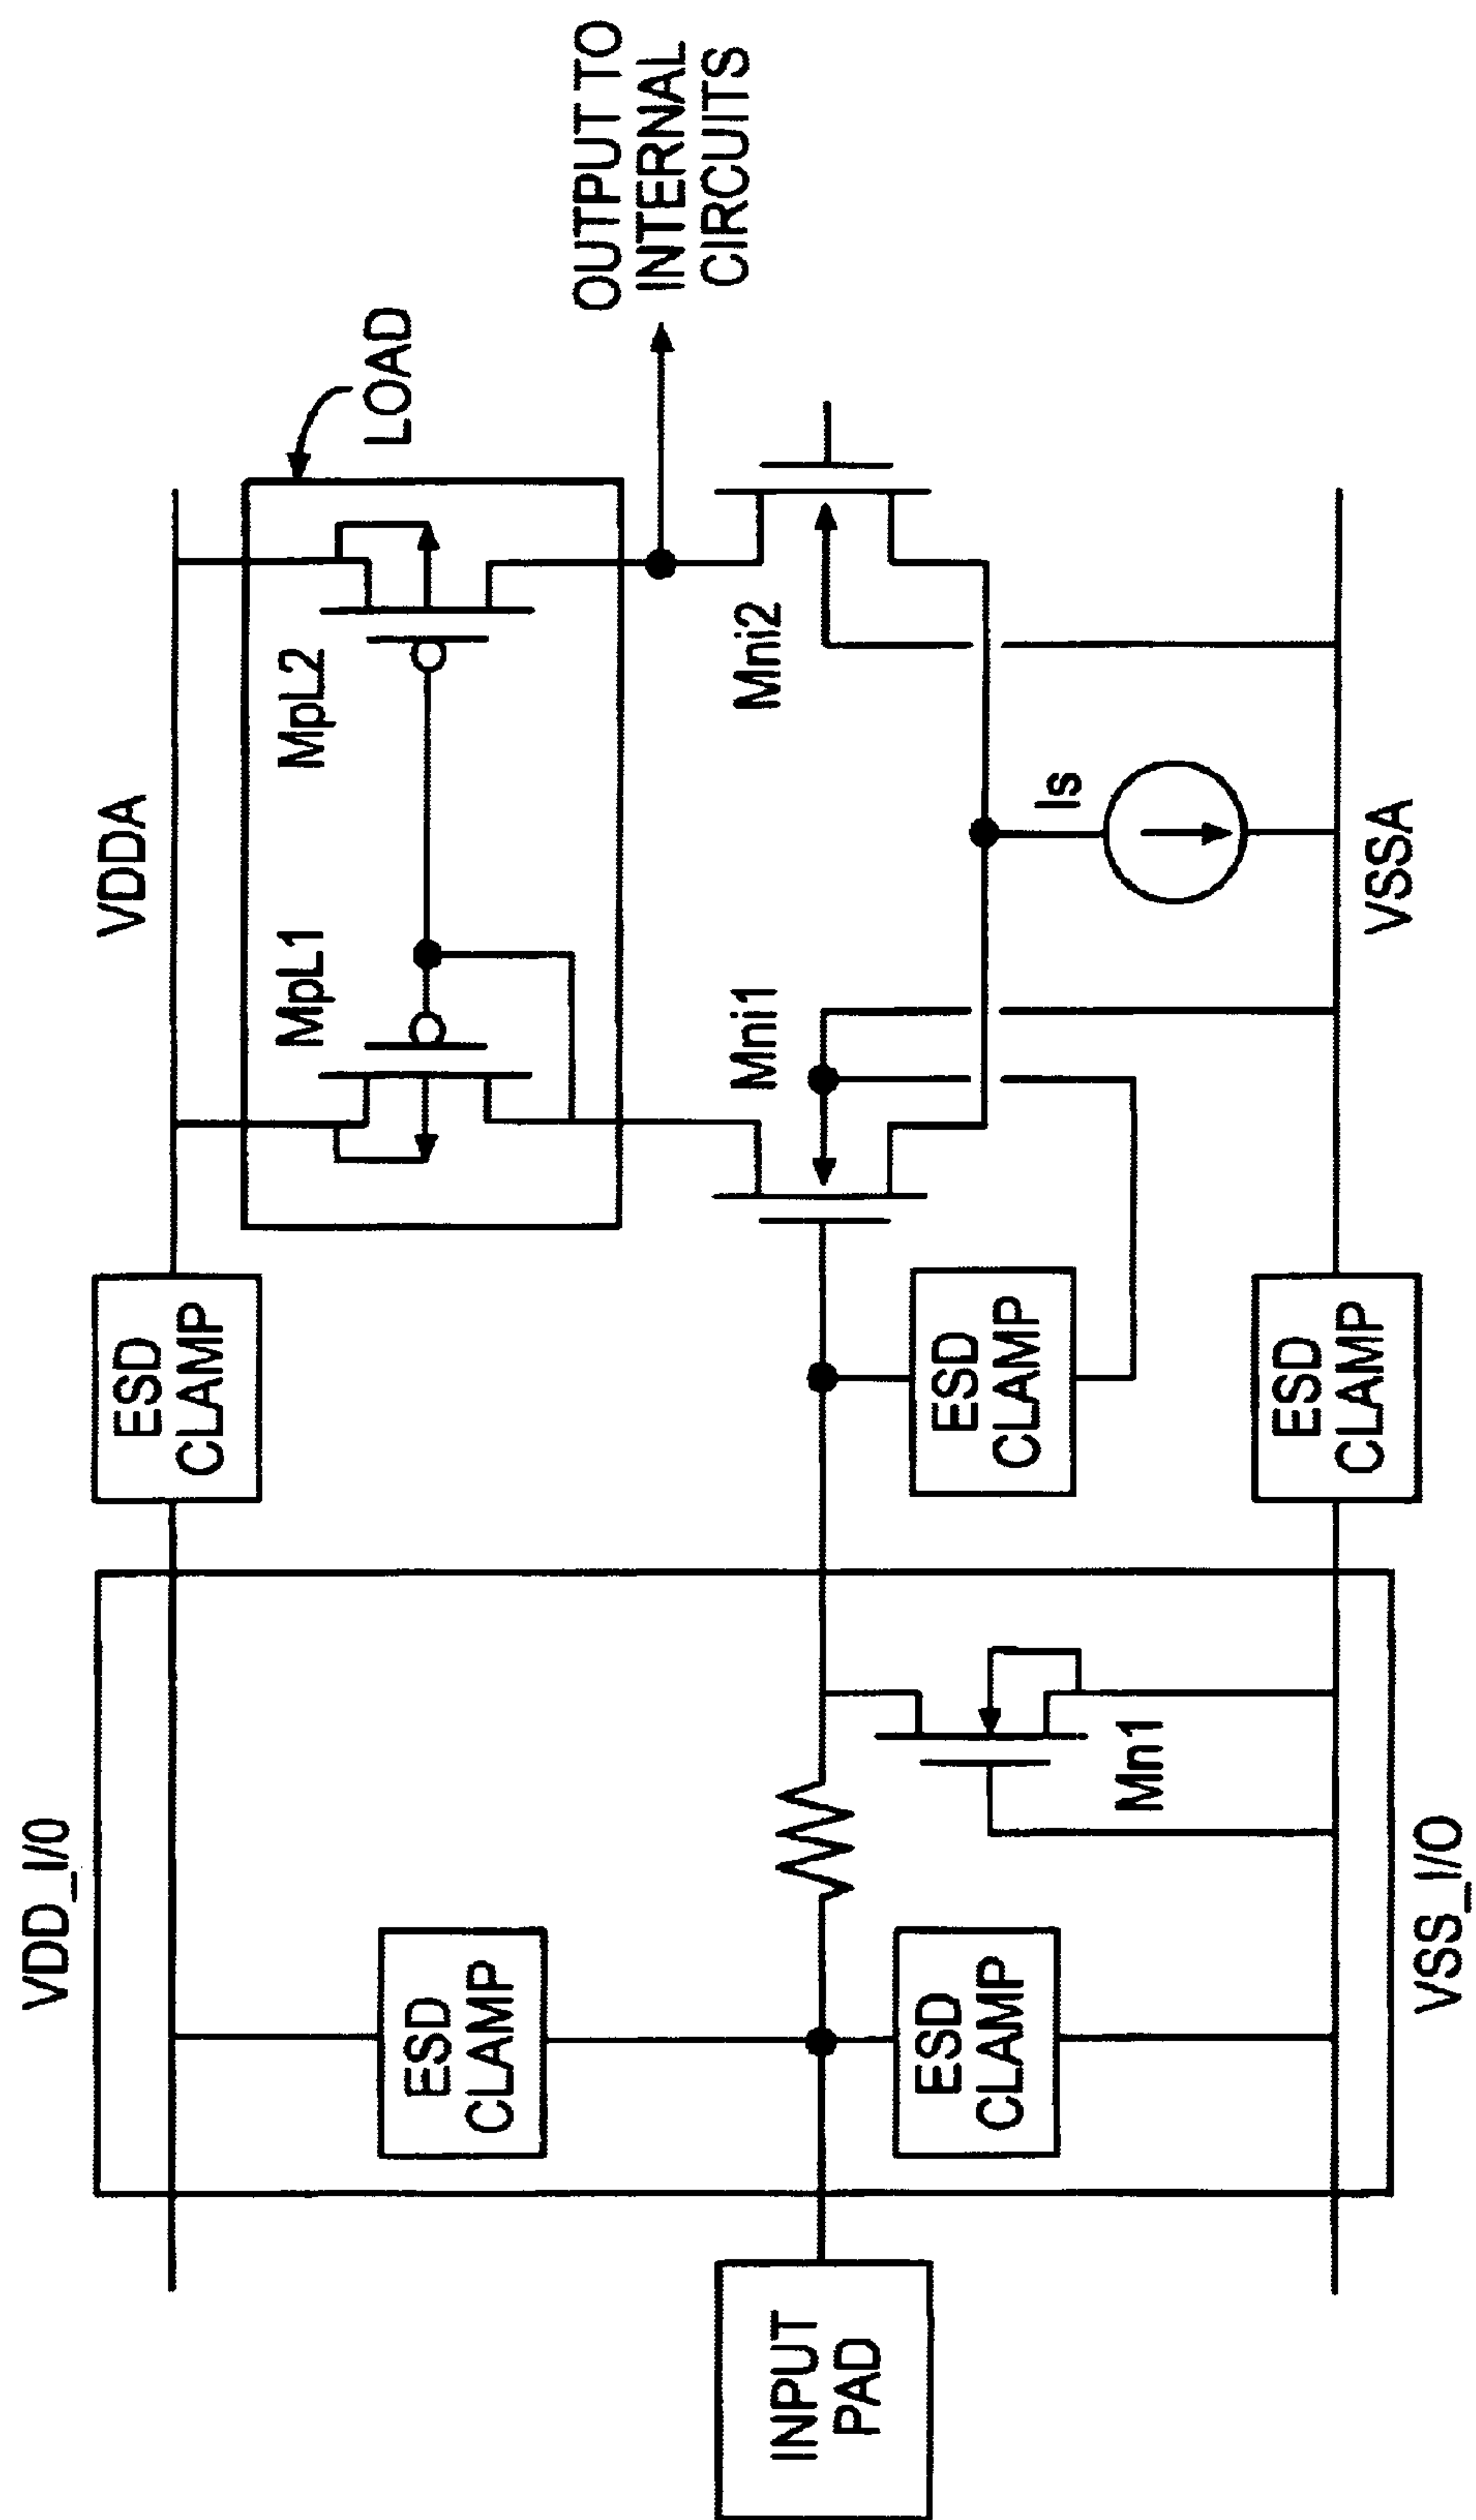 VDD_I/O
VDDA
ESD
CLAMP
MpL1
MpL2
LOAD
OUTPUT TO
INTERNAL
CIRCUITS
INPUT
PAD
ESD
CLAMP
ESD
CLAMP
Mn1
ESD
CLAMP
Mni1
Mni2
Is
ESD
CLAMP
VSS_I/O
VSSA